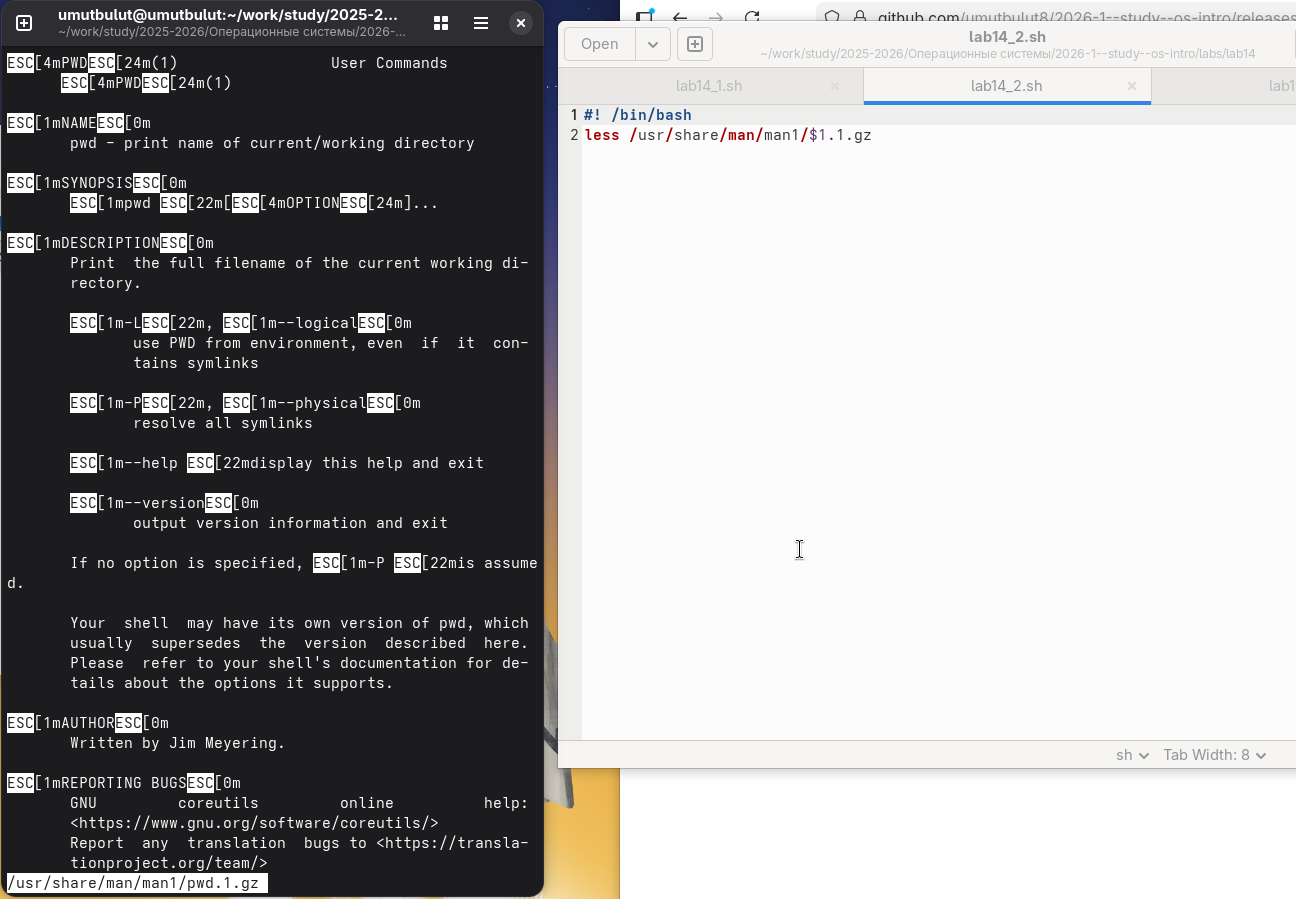 umutbulut@umutbulut:~/work/study/2025-2...
~/work/study/2025-2026/Операционные системы/2026-...
ESC[4mPWDESC[24m(1) User Commands
ESC[4mPWDESC[24m(1)
ESC[1mNAMEESC[0m
pwd - print name of current/working directory
ESC[1mSYNOPSISESC[0m
ESC[1mpwd ESC[22m[ESC[4mOPTIONESC[24m]...
ESC[1mDESCRIPTIONESC[0m
Print the full filename of the current working di-
rectory.
ESC[1m-LESC[22m, ESC[1m--logicalESC[0m
use PWD from environment, even if it con-
tains symlinks
ESC[1m-PESC[22m, ESC[1m--physicalESC[0m
resolve all symlinks
ESC[1m--help ESC[22mdisplay this help and exit
ESC[1m--versionESC[0m
output version information and exit
If no option is specified, ESC[1m-P ESC[22mis assume
d.
Your shell may have its own version of pwd, which
usually supersedes the version described here.
Please refer to your shell's documentation for de-
tails about the options it supports.
ESC[1mAUTHORESC[0m
Written by Jim Meyering.
ESC[1mREPORTING BUGSESC[0m
GNU coreutils online help:
<https://www.gnu.org/software/coreutils/>
Report any translation bugs to <https://transla-
tionproject.org/team/>
/usr/share/man/man1/pwd.1.gz
github.com/umutbulut8/2026-1--study--os-intro/releases
Open
lab14_2.sh
~/work/study/2025-2026/Операционные системы/2026-1--study--os-intro/labs/lab14
lab14_1.sh
lab14_2.sh
lab1
1 #! /bin/bash
2 less /usr/share/man/man1/$1.1.gz
sh
Tab Width: 8